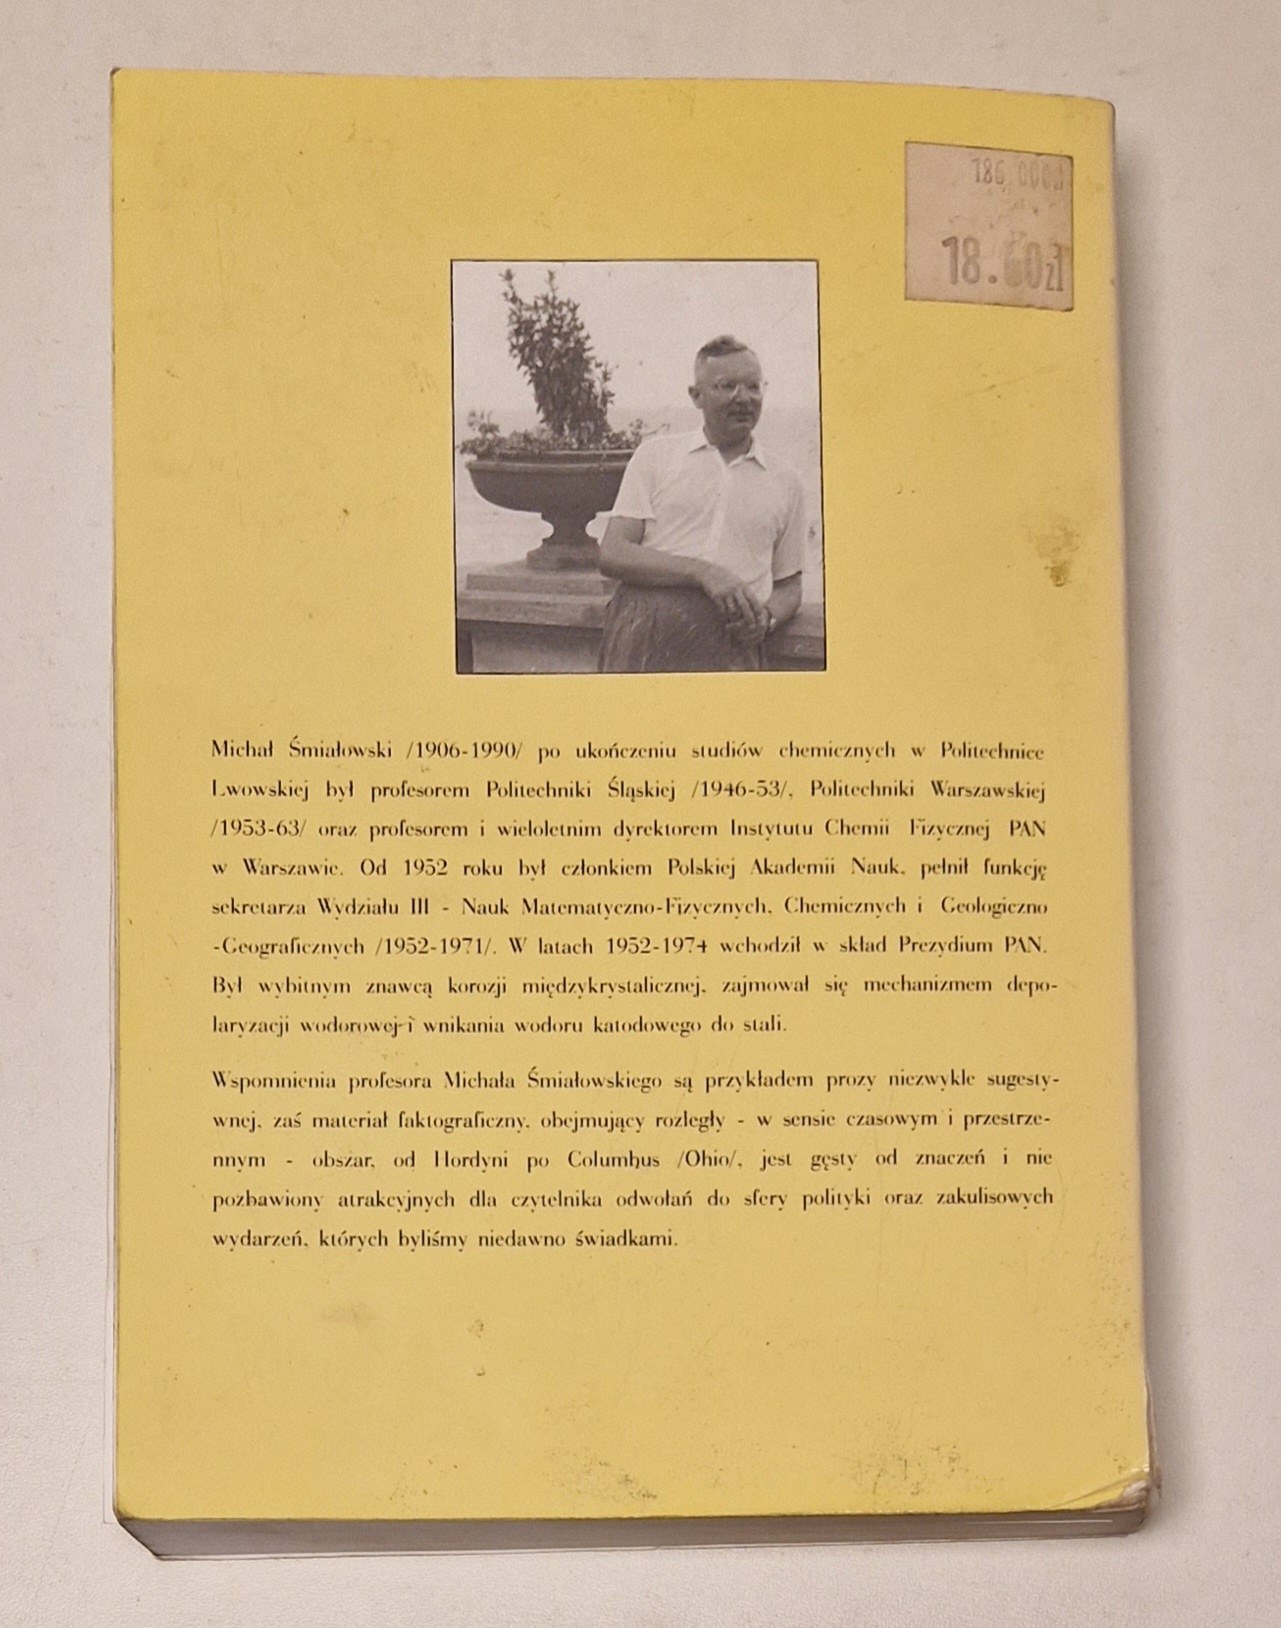 186 000
18.60zł
Michał Śmiałowski /1906-1990/ po ukończeniu studiów chemicznych w Politechnice
Lwowskiej był profesorem Politechniki Śląskiej /1946-53/, Politechniki Warszawskiej
/1953-63/ oraz profesorem i wieloletnim dyrektorem Instytutu Chemii Fizycznej PAN
w Warszawie. Od 1952 roku był członkiem Polskiej Akademii Nauk, pełnił funkcję
sekretarza Wydziału III - Nauk Matematyczno-Fizycznych, Chemicznych i Geologiczno
-Geograficznych /1952-1971/. W latach 1952-1974 wchodził w skład Prezydium PAN.
Był wybitnym znawcą korozji międzykrystalicznej, zajmował się mechanizmem depo-
laryzacji wodorowej i wnikania wodoru katodowego do stali.
Wspomnienia profesora Michała Śmiałowskiego są przykładem prozy niezwykle sugesty-
wnej, zaś materiał faktograficzny, obejmujący rozległy - w sensie czasowym i przestrze-
nnym - obszar, od Hordyni po Columbus /Ohio/, jest gęsty od znaczeń i nie
pozbawiony atrakcyjnych dla czytelnika odwołań do sfery polityki oraz zakulisowych
wydarzeń, których byliśmy niedawno świadkami.